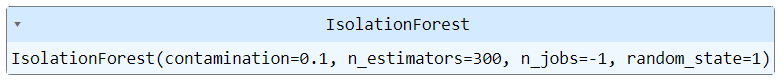 IsolationForest
IsolationForest(contamination=0.1, n_estimators=300, n_jobs=-1, random_state=1)